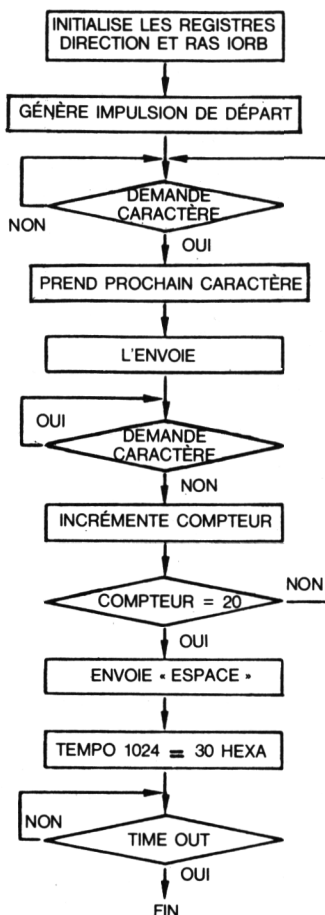 INITIALISE LES REGISTRES
DIRECTION ET RAS IORB
GÉNÈRE IMPULSION DE DÉPART
DEMANDE
CARACTÈRE
NON
OUI
PREND PROCHAIN CARACTÈRE
L'ENVOIE
OUI
DEMANDE
CARACTÈRE
NON
INCRÉMENTE COMPTEUR
COMPTEUR = 20
NON
OUI
ENVOIE « ESPACE »
TEMPO 1024 = 30 HEXA
NON
TIME OUT
OUI
FIN